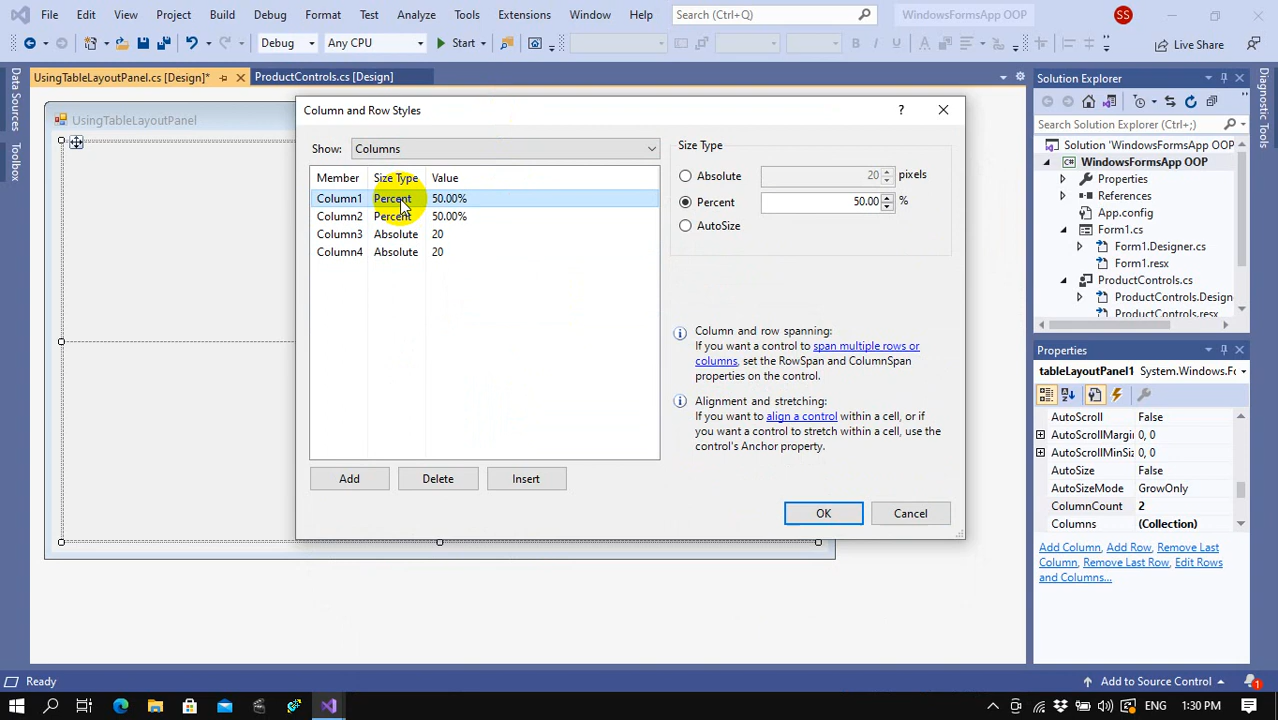 File Edit View Project Build Debug Format Test Analyze Tools Extensions Window Help Search (Ctrl+Q) WindowsFormsApp OOP SS
Debug Any CPU Start Live Share
UsingTableLayoutPanel.cs [Design]* ProductControls.cs [Design]
Data Sources
Toolbox
UsingTableLayoutPanel
Column and Row Styles ?
Show: Columns
Member Size Type Value
Column1 Percent 50.00%
Column2 Percent 50.00%
Column3 Absolute 20
Column4 Absolute 20
Add Delete Insert
Size Type
Absolute 20 pixels
Percent 50.00 %
AutoSize
Column and row spanning:
If you want a control to span multiple rows or
columns, set the RowSpan and ColumnSpan
properties on the control.
Alignment and stretching:
If you want to align a control within a cell, or if
you want a control to stretch within a cell, use the
control's Anchor property.
OK Cancel
Solution Explorer
Search Solution Explorer (Ctrl+;)
Solution 'WindowsFormsApp OOP'
WindowsFormsApp OOP
Properties
References
App.config
Form1.cs
Form1.Designer.cs
Form1.resx
ProductControls.cs
ProductControls.Design
ProductControls.resx
Diagnostic Tools
Properties
tableLayoutPanel1 System.Windows.Fo
AutoScroll False
AutoScrollMargi 0, 0
AutoScrollMinSiz 0, 0
AutoSize False
AutoSizeMode GrowOnly
ColumnCount 2
Columns (Collection)
Add Column, Add Row, Remove Last
Column, Remove Last Row, Edit Rows
and Columns...
Ready Add to Source Control 1
ENG 1:30 PM